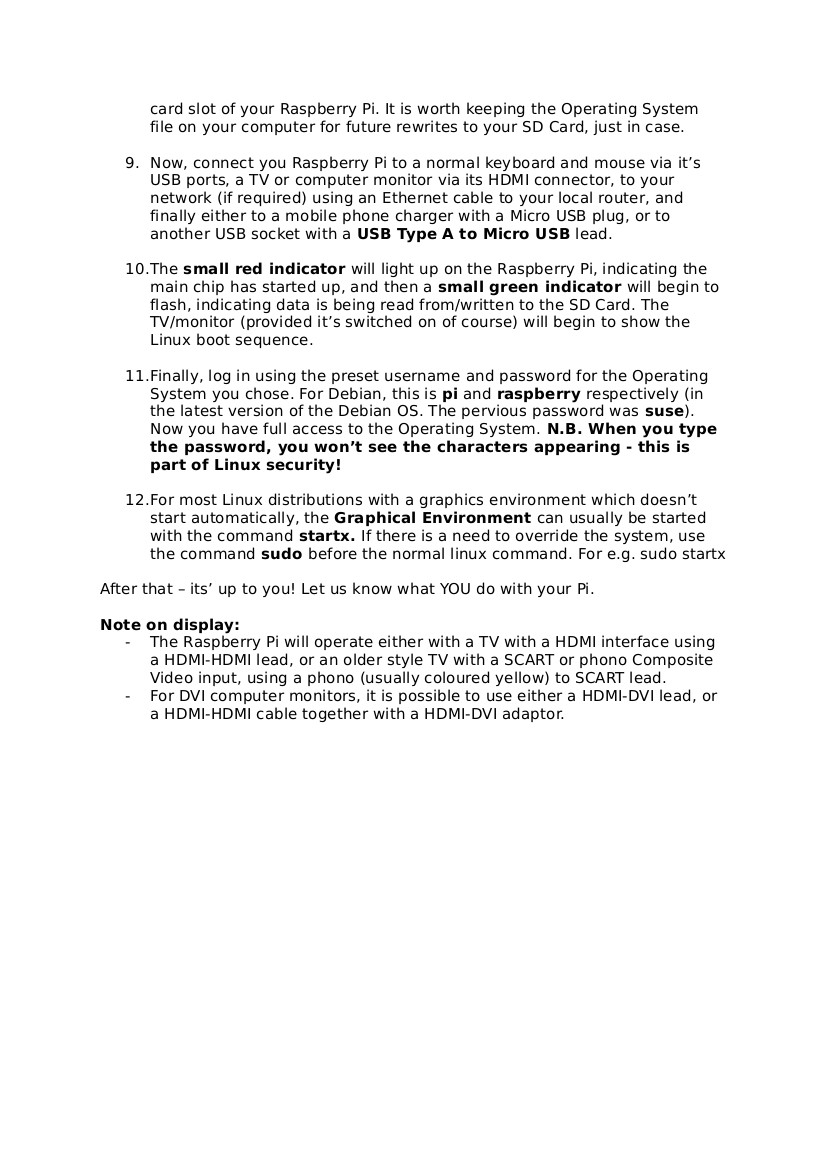 card slot of your Raspberry Pi. It is worth keeping the Operating System
file on your computer for future rewrites to your SD Card, just in case.
9. Now, connect you Raspberry Pi to a normal keyboard and mouse via it’s
USB ports, a TV or computer monitor via its HDMI connector, to your
network (if required) using an Ethernet cable to your local router, and
finally either to a mobile phone charger with a Micro USB plug, or to
another USB socket with a USB Type A to Micro USB lead.
10.The small red indicator will light up on the Raspberry Pi, indicating the
main chip has started up, and then a small green indicator will begin to
flash, indicating data is being read from/written to the SD Card. The
TV/monitor (provided it’s switched on of course) will begin to show the
Linux boot sequence.
11.Finally, log in using the preset username and password for the Operating
System you chose. For Debian, this is pi and raspberry respectively (in
the latest version of the Debian OS. The pervious password was suse).
Now you have full access to the Operating System. N.B. When you type
the password, you won’t see the characters appearing - this is
part of Linux security!
12.For most Linux distributions with a graphics environment which doesn’t
start automatically, the Graphical Environment can usually be started
with the command startx. If there is a need to override the system, use
the command sudo before the normal linux command. For e.g. sudo startx
After that – its’ up to you! Let us know what YOU do with your Pi.
Note on display:
- The Raspberry Pi will operate either with a TV with a HDMI interface using
a HDMI-HDMI lead, or an older style TV with a SCART or phono Composite
Video input, using a phono (usually coloured yellow) to SCART lead.
- For DVI computer monitors, it is possible to use either a HDMI-DVI lead, or
a HDMI-HDMI cable together with a HDMI-DVI adaptor.